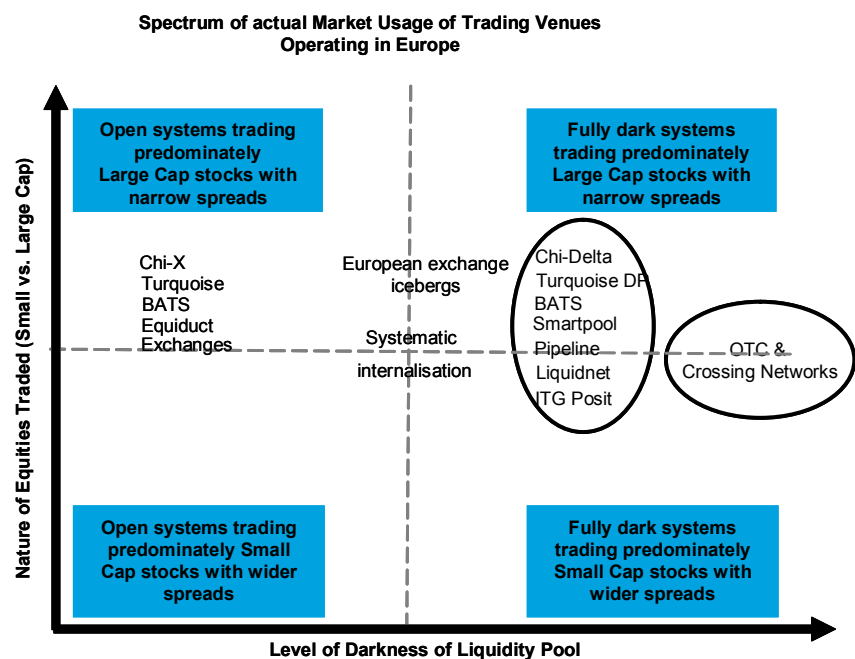 Spectrum of actual Market Usage of Trading Venues
Operating in Europe
Nature of Equities Traded (Small vs. Large Cap)
Open systems trading
predominately
Large Cap stocks with
narrow spreads
Fully dark systems
trading predominately
Large Cap stocks with
narrow spreads
Chi-X
Turquoise
BATS
Equiduct
Exchanges
European exchange
icebergs
Systematic
internalisation
Chi-Delta
Turquoise DP
BATS
Smartpool
Pipeline
Liquidnet
ITG Posit
OTC &
Crossing Networks
Open systems trading
predominately Small
Cap stocks with wider
spreads
Fully dark systems
trading predominately
Small Cap stocks with
wider spreads
Level of Darkness of Liquidity Pool